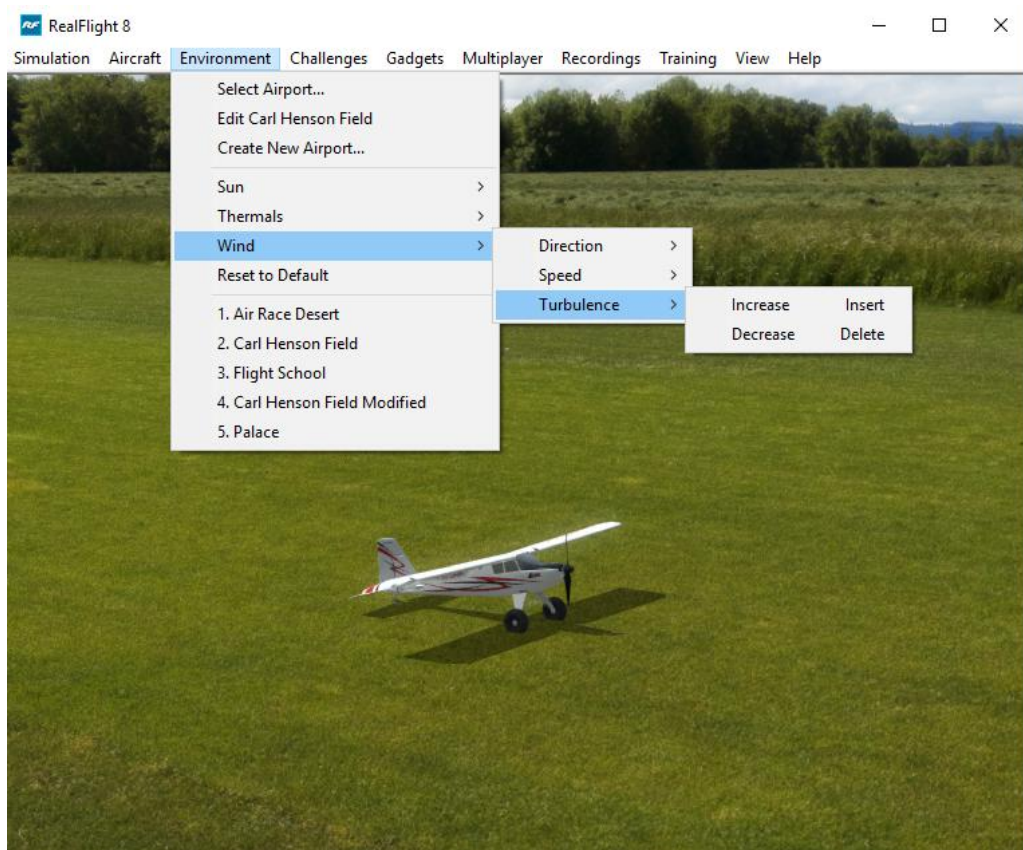 RealFlight 8
Simulation Aircraft Environment Challenges Gadgets Multiplayer Recordings Training View Help
Select Airport...
Edit Carl Henson Field
Create New Airport...
Sun
Thermals
Wind
Reset to Default
1. Air Race Desert
2. Carl Henson Field
3. Flight School
4. Carl Henson Field Modified
5. Palace
Direction
Speed
Turbulence
Increase Insert
Decrease Delete